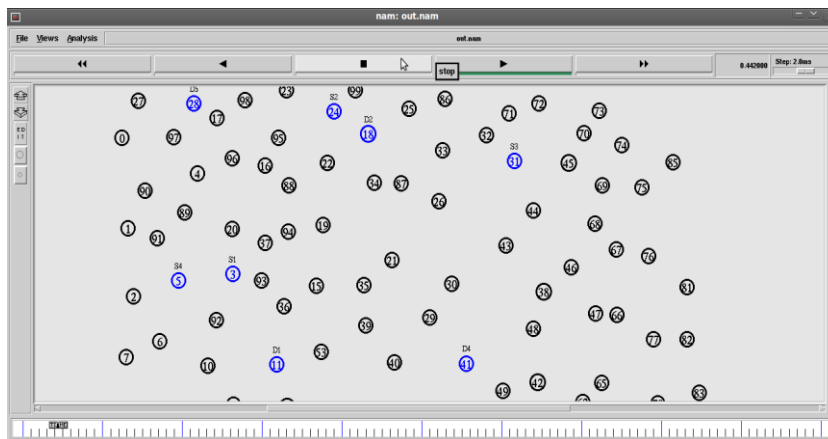 nam: out.nam
File Views Analysis out.nam
stop
0.442000 Step: 2.0ms
ED
IT
D5 S2
27 28 98 23 24 99 25 86 72
17 D2 71 73
0 97 95 18 32 70
33 S3 74
96 16 22 31 45 85
4
90 88 34 87 69 75
26
89 44
1 91 20 37 94 19 43 68
67 76
S4 S1 21
5 3 93 15 35 30 46 81
2 36 38
92 39 29 48 47 66
6 77 82
7 D1 53 D4
10 11 40 41
49 42 65 83
TIME